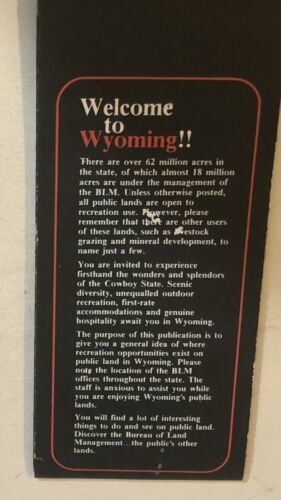 Welcome
to
Wyoming!!
There are over 62 million acres in
the state, of which almost 18 million
acres are under the management of
the BLM. Unless otherwise posted,
all public lands are open to
recreation use. However, please
remember that there are other users
of these lands, such as livestock
grazing and mineral development, to
name just a few.
You are invited to experience
firsthand the wonders and splendors
of the Cowboy State. Scenic
diversity, unequalled outdoor
recreation, first-rate
accommodations and genuine
hospitality await you in Wyoming.
The purpose of this publication is to
give you a general idea of where
recreation opportunities exist on
public land in Wyoming. Please
note the location of the BLM
offices throughout the state. The
staff is anxious to assist you while
you are enjoying Wyoming's public
lands.
You will find a lot of interesting
things to do and see on public land.
Discover the Bureau of Land
Management...the public's other
lands.